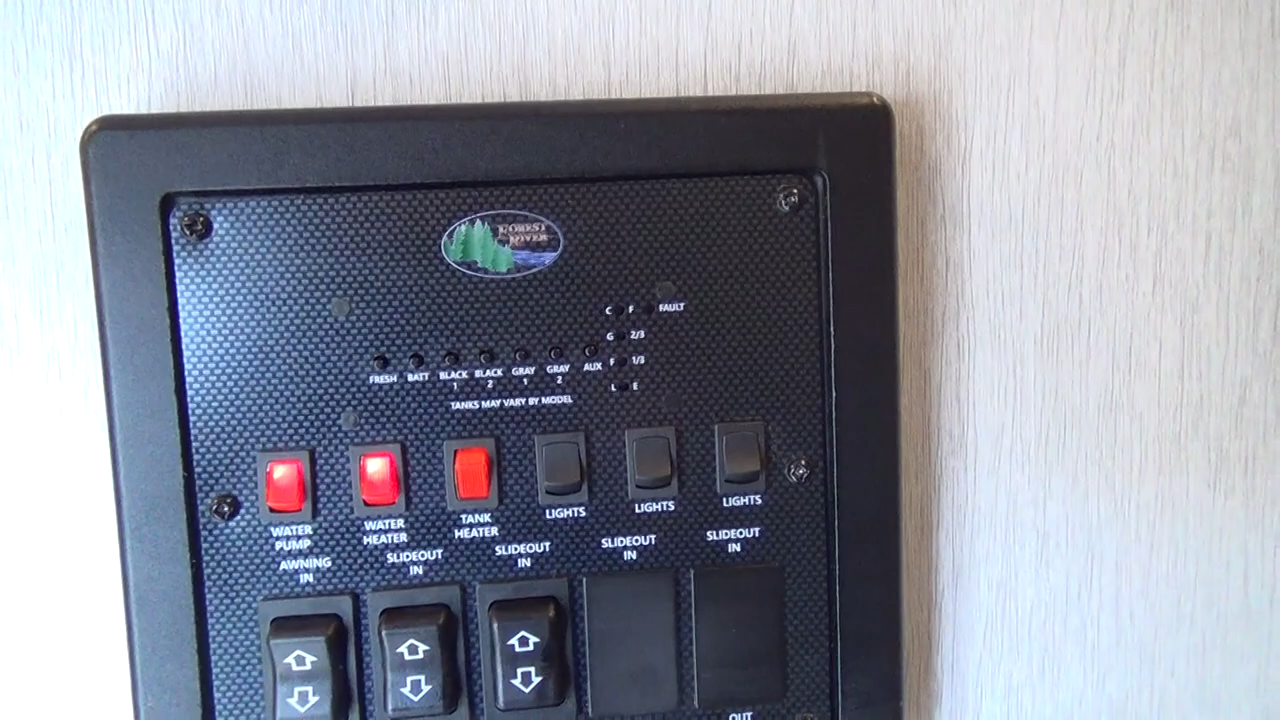 FOREST
RIVER
C F FAULT
G 2/3
F 1/3
L E
FRESH BATT BLACK 1 BLACK 2 GRAY 1 GRAY 2 AUX
TANKS MAY VARY BY MODEL
WATER PUMP
WATER HEATER
TANK HEATER
LIGHTS
LIGHTS
LIGHTS
AWNING IN
SLIDEOUT IN
SLIDEOUT IN
SLIDEOUT IN
SLIDEOUT IN
OUT